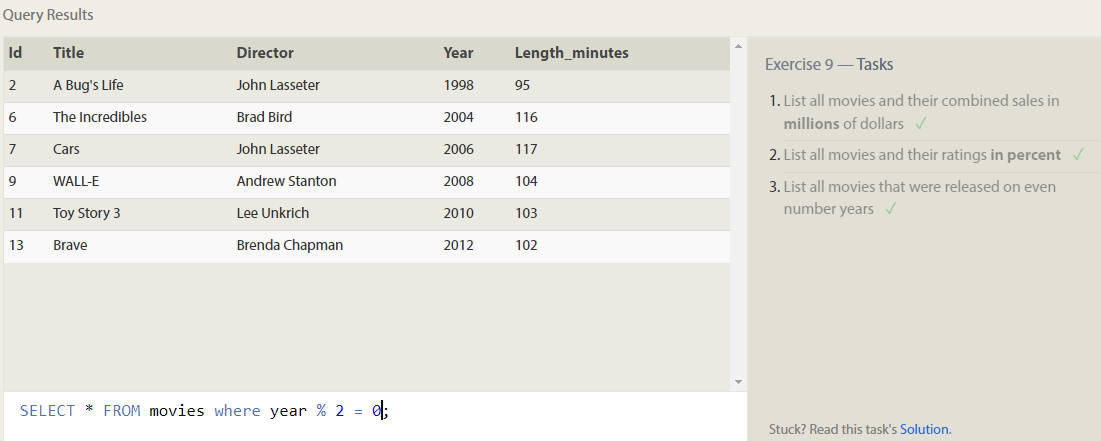 Query Results
Id Title Director Year Length_minutes
2 A Bug's Life John Lasseter 1998 95
6 The Incredibles Brad Bird 2004 116
7 Cars John Lasseter 2006 117
9 WALL-E Andrew Stanton 2008 104
11 Toy Story 3 Lee Unkrich 2010 103
13 Brave Brenda Chapman 2012 102
SELECT * FROM movies where year % 2 = 0;
Exercise 9 — Tasks
1. List all movies and their combined sales in
millions of dollars ✓
2. List all movies and their ratings in percent ✓
3. List all movies that were released on even
number years ✓
Stuck? Read this task's Solution.